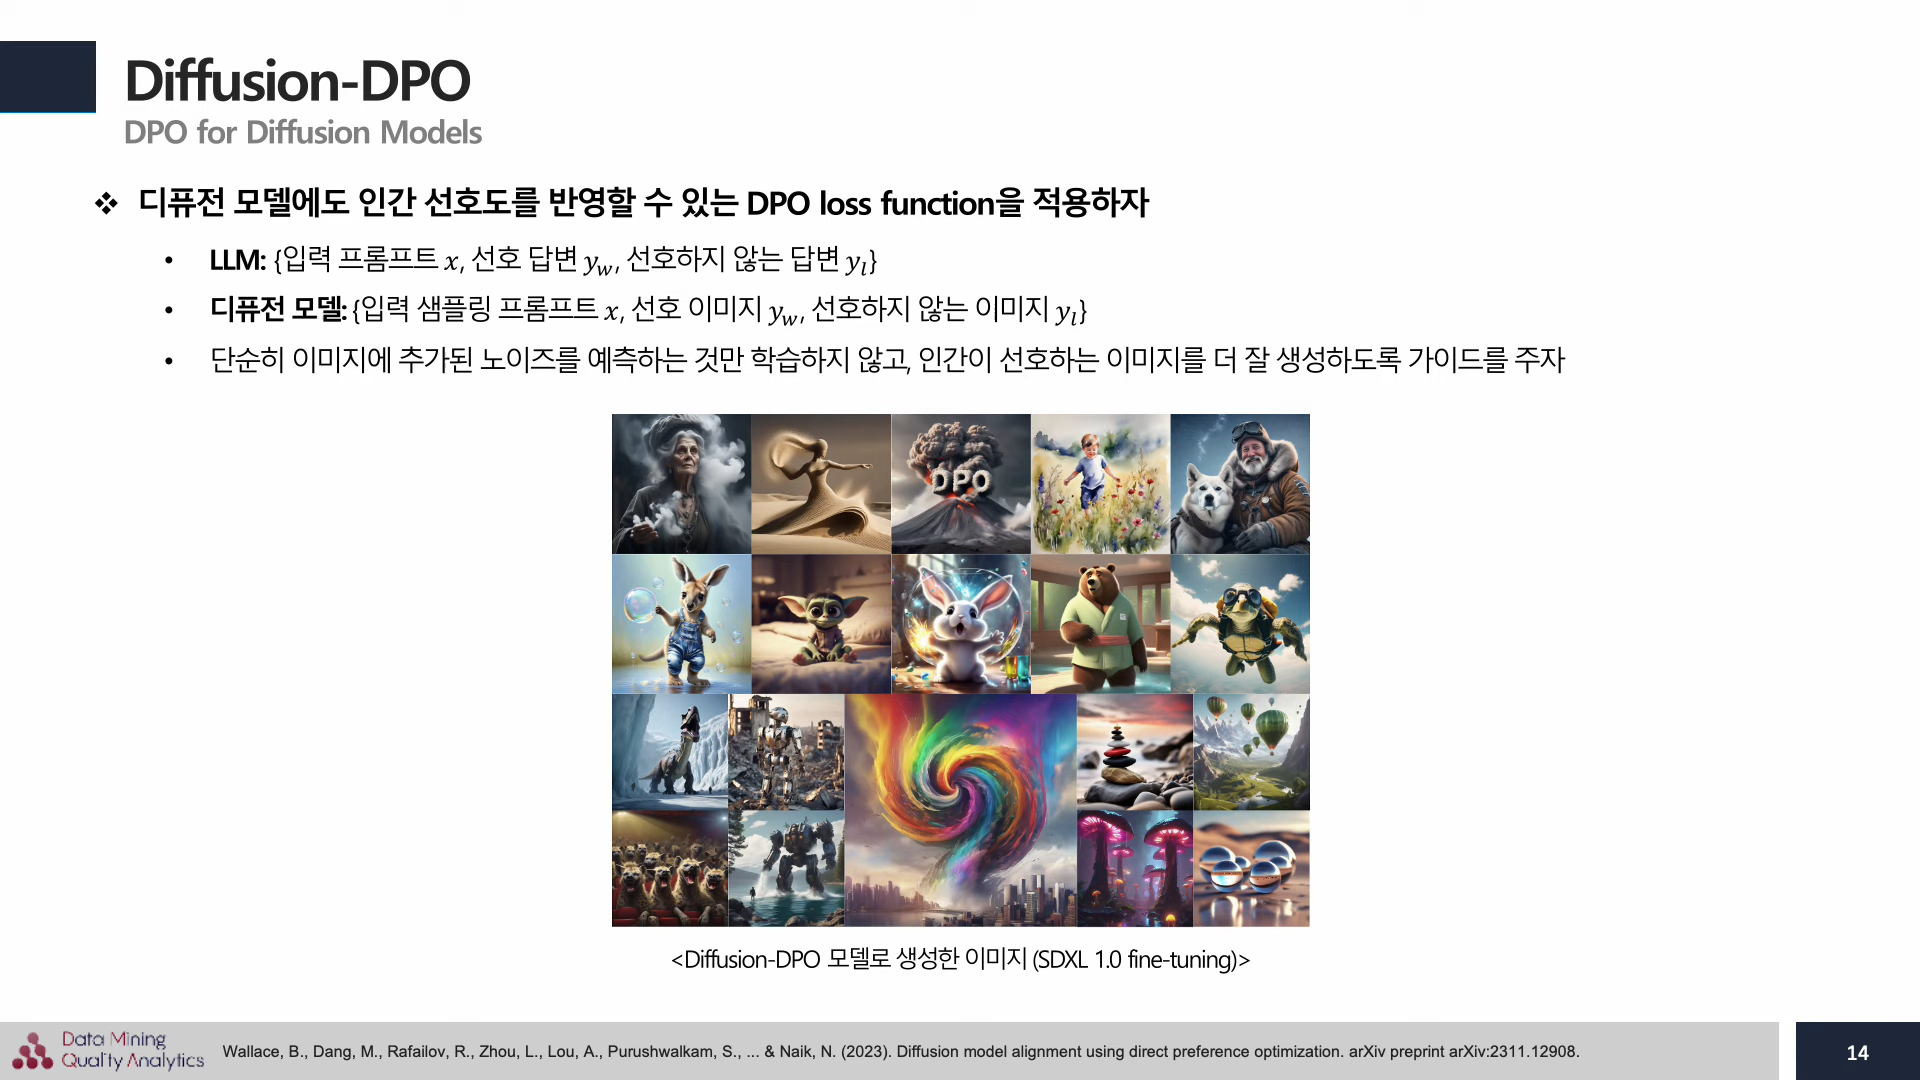 Diffusion-DPO
DPO for Diffusion Models
❖ 디퓨전 모델에도 인간 선호도를 반영할 수 있는 DPO loss function을 적용하자
• LLM: {입력 프롬프트 𝑥, 선호 답변 𝑦𝑤, 선호하지 않는 답변 𝑦𝑙}
• 디퓨전 모델: {입력 샘플링 프롬프트 𝑥, 선호 이미지 𝑦𝑤, 선호하지 않는 이미지 𝑦𝑙}
• 단순히 이미지에 추가된 노이즈를 예측하는 것만 학습하지 않고, 인간이 선호하는 이미지를 더 잘 생성하도록 가이드를 주자
DPO
<Diffusion-DPO 모델로 생성한 이미지 (SDXL 1.0 fine-tuning)>
Data Mining
Quality Analytics
Wallace, B., Dang, M., Rafailov, R., Zhou, L., Lou, A., Purushwalkam, S., ... & Naik, N. (2023). Diffusion model alignment using direct preference optimization. arXiv preprint arXiv:2311.12908.
14